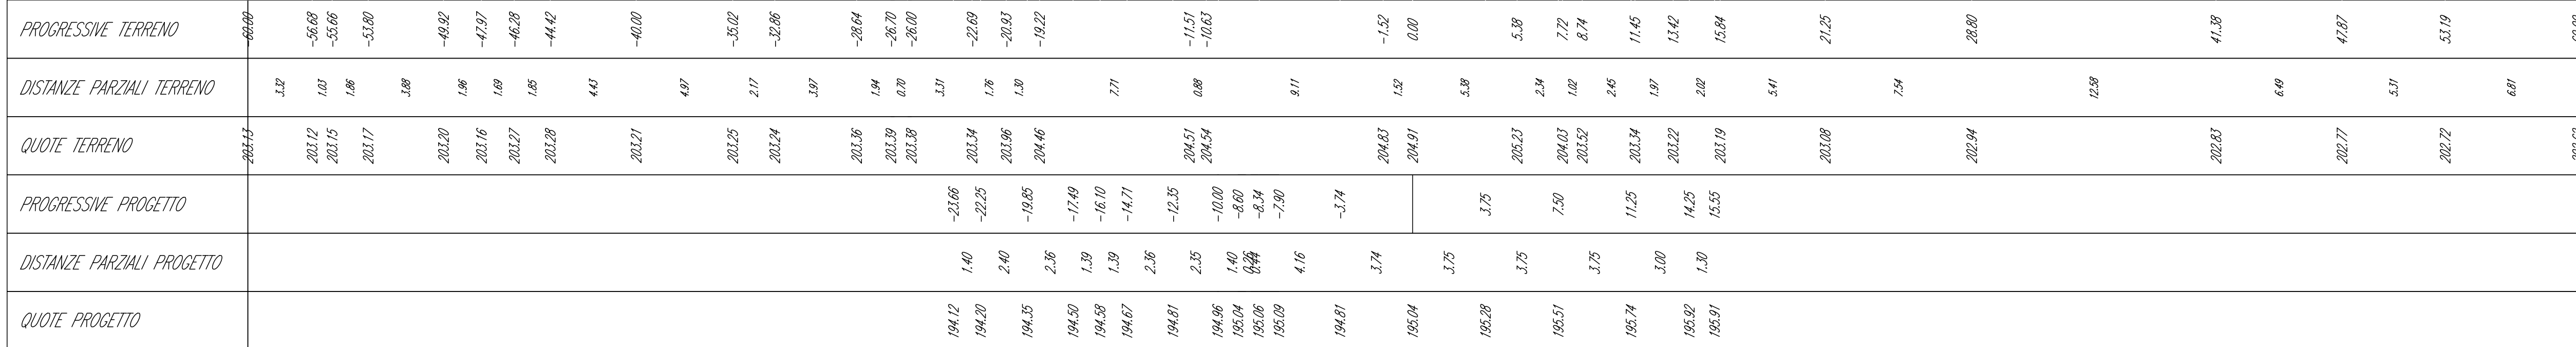 PROGRESSIVE TERRENO -60.00 -56.68 -55.66 -53.80 -49.92 -47.97 -46.28 -44.42 -40.00 -35.02 -32.86 -28.64 -26.70 -26.00 -22.69 -20.93 -19.22 -11.51 -10.63 -1.52 0.00 5.38 7.72 8.74 11.45 13.42 15.84 21.25 28.80 41.38 47.87 53.19
DISTANZE PARZIALI TERRENO 3.32 1.03 1.86 3.88 1.96 1.69 1.85 4.43 4.97 2.17 3.97 1.94 0.70 3.31 1.76 1.30 7.71 0.88 9.11 1.52 5.38 2.34 1.02 2.45 1.97 2.02 5.41 7.54 12.58 6.49 5.31 6.81
QUOTE TERRENO 203.13 203.12 203.15 203.17 203.20 203.16 203.27 203.28 203.21 203.25 203.24 203.36 203.39 203.38 203.34 203.96 204.46 204.51 204.54 204.83 204.91 205.23 204.03 203.52 203.34 203.22 203.19 203.08 202.94 202.83 202.77 202.72
PROGRESSIVE PROGETTO -23.66 -22.25 -19.85 -17.49 -16.10 -14.71 -12.35 -10.00 -8.60 -8.34 -7.90 -3.74 3.75 7.50 11.25 14.25 15.55
DISTANZE PARZIALI PROGETTO 1.40 2.40 2.36 1.39 1.39 2.36 2.35 1.40 0.26 0.44 4.16 3.74 3.75 3.75 3.75 3.00 1.30
QUOTE PROGETTO 194.12 194.20 194.35 194.50 194.58 194.67 194.81 194.96 195.04 195.06 195.09 194.81 195.04 195.28 195.51 195.74 195.92 195.91